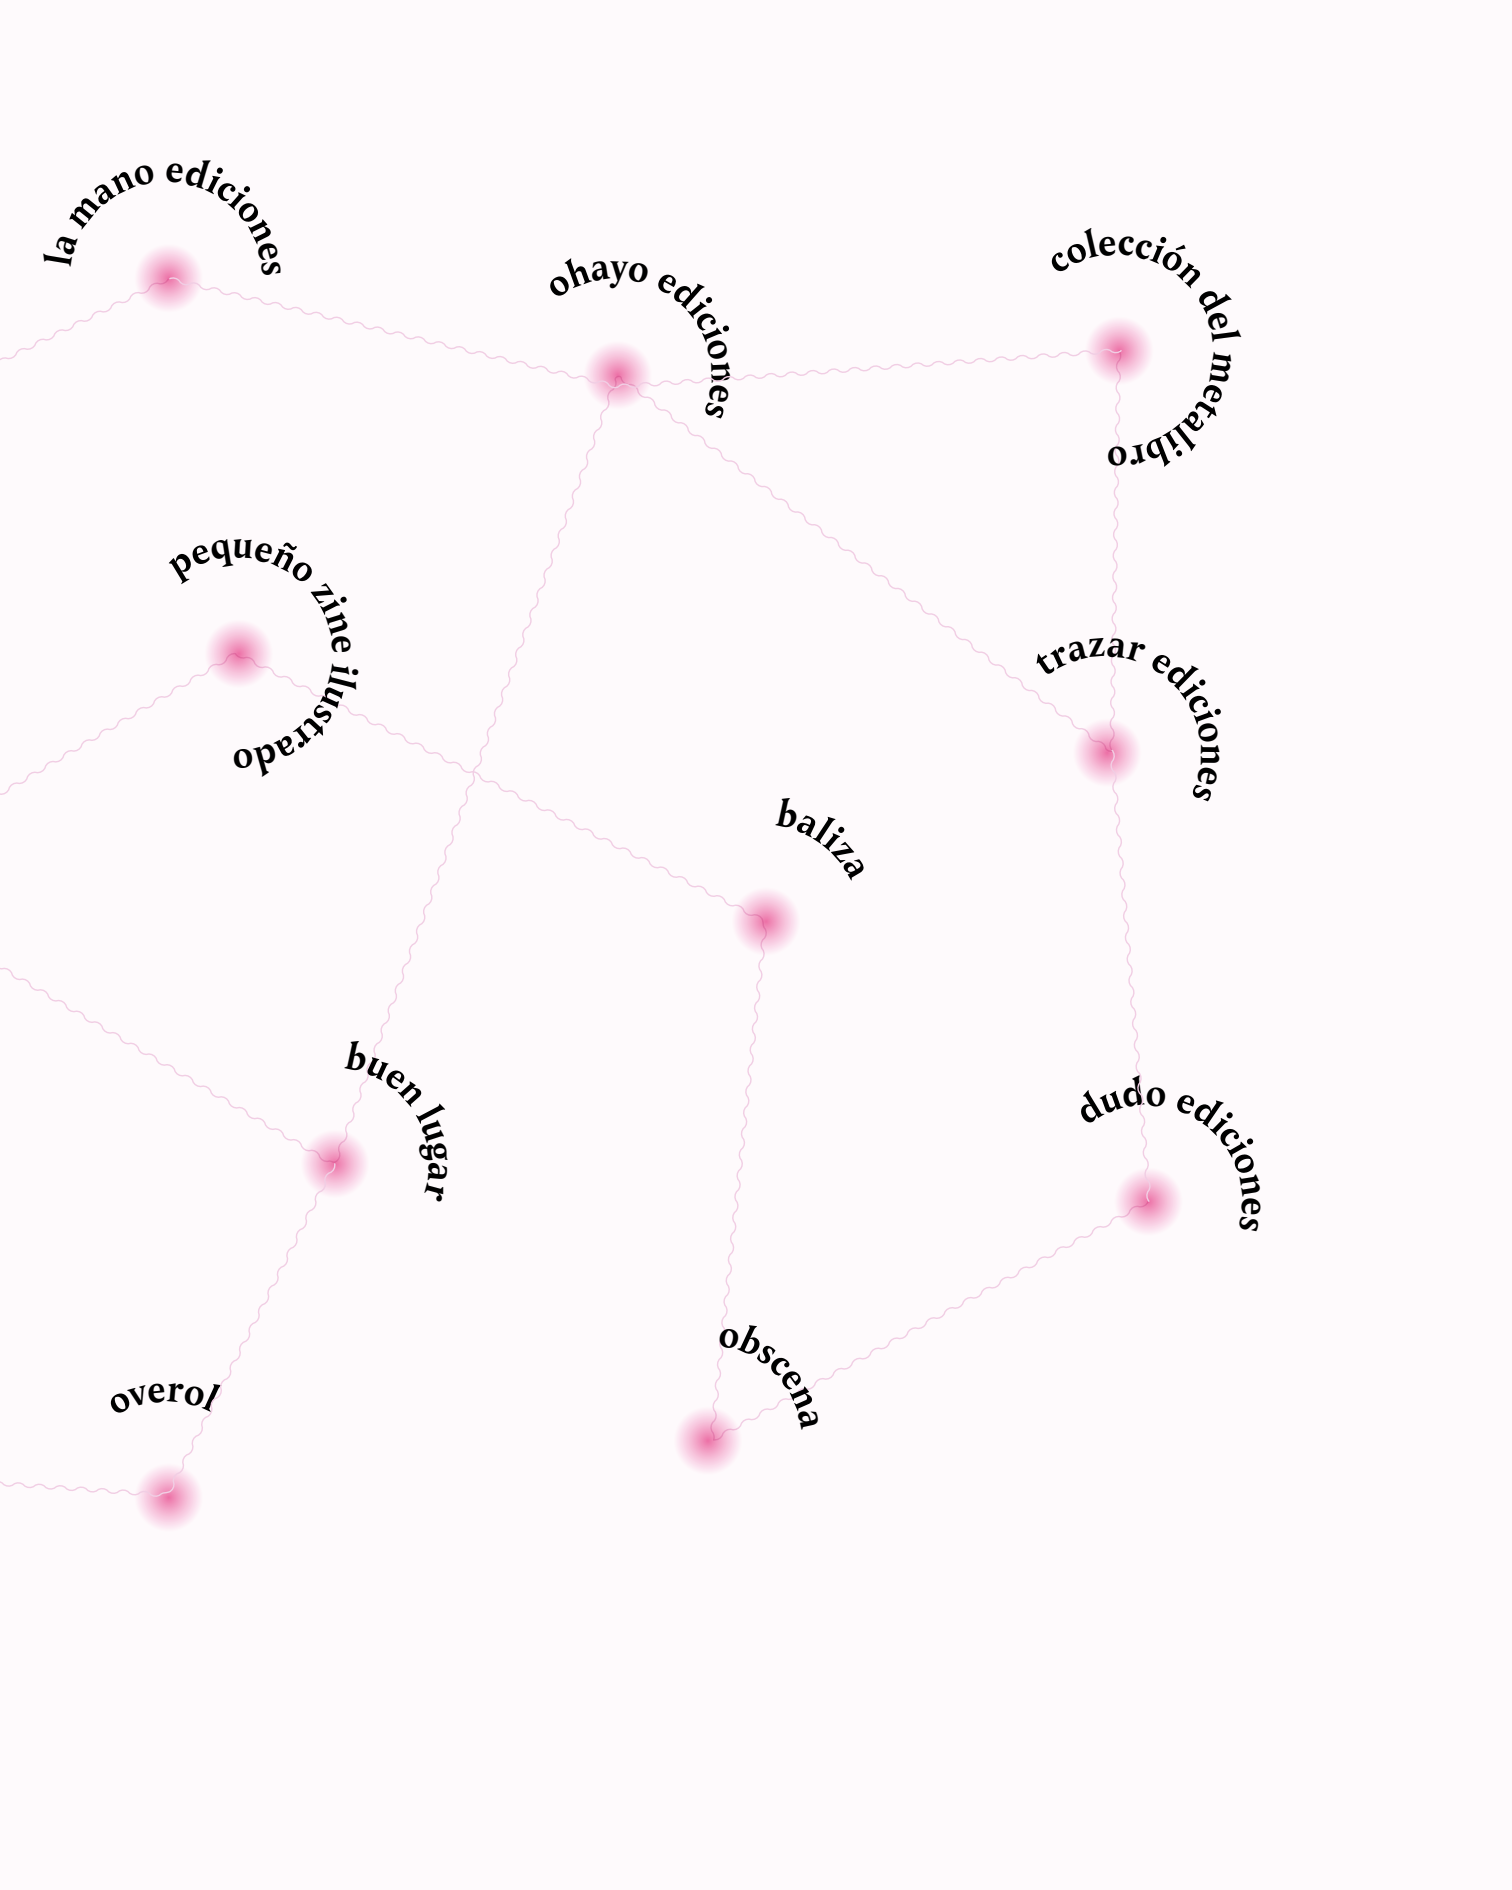 la mano ediciones
ohayo ediciones
colección del metalibro
pequeño zine ilustrado
trazar ediciones
baliza
buen lugar
dudo ediciones
obscena
overol